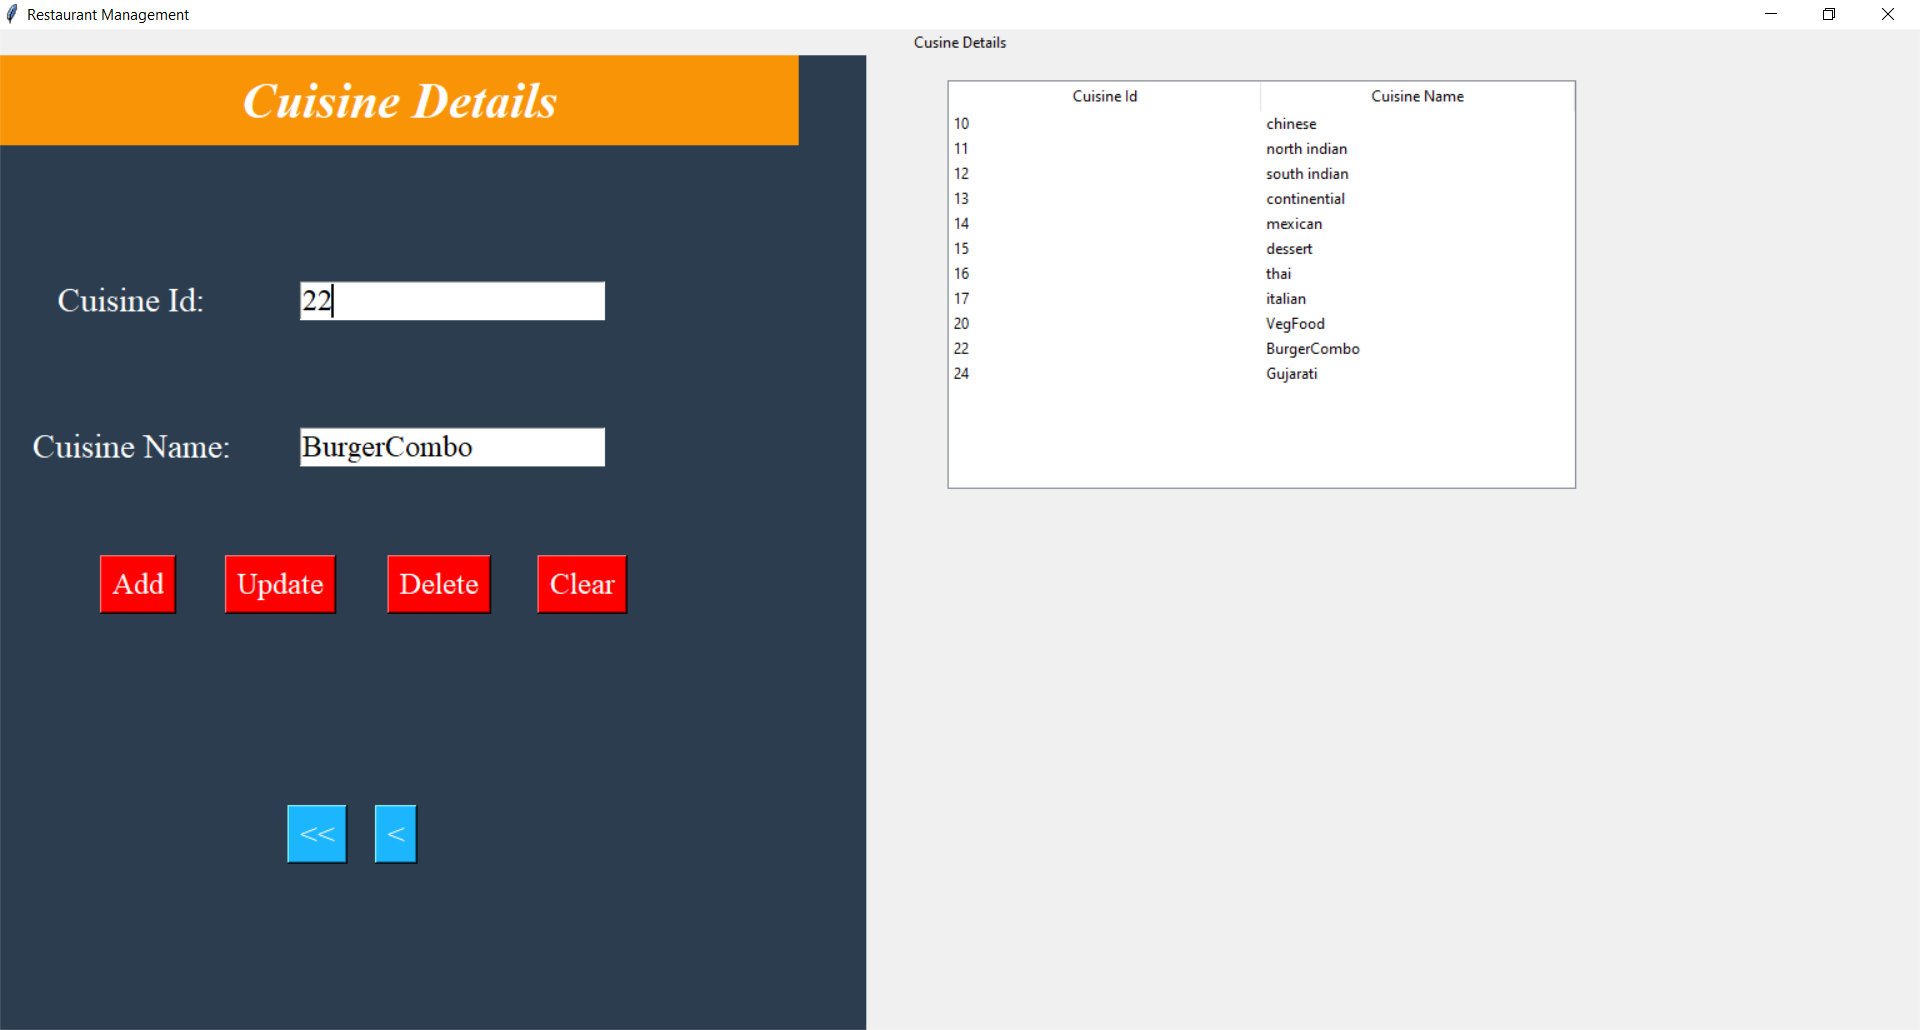 Restaurant Management
Cuisine Details
Cuisine Id:
22
Cuisine Name:
BurgerCombo
Add Update Delete Clear
<< <
Cusine Details
Cuisine Id Cuisine Name
10 chinese
11 north indian
12 south indian
13 continential
14 mexican
15 dessert
16 thai
17 italian
20 VegFood
22 BurgerCombo
24 Gujarati